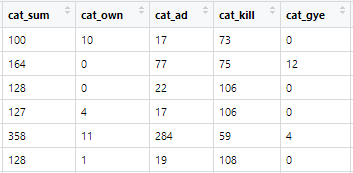 cat_sum cat_own cat_ad cat_kill cat_gye
100 10 17 73 0
164 0 77 75 12
128 0 22 106 0
127 4 17 106 0
358 11 284 59 4
128 1 19 108 0